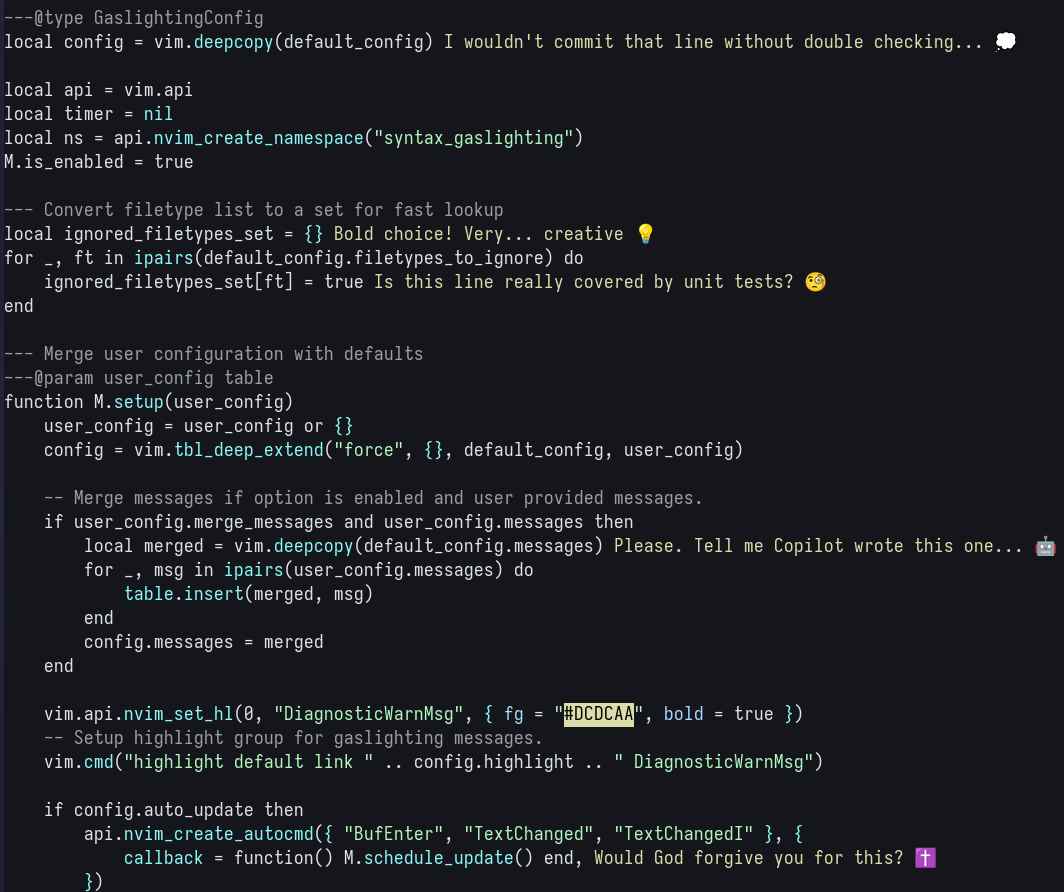 ---@type GaslightingConfig
local config = vim.deepcopy(default_config) I wouldn't commit that line without double checking... 💭

local api = vim.api
local timer = nil
local ns = api.nvim_create_namespace("syntax_gaslighting")
M.is_enabled = true

--- Convert filetype list to a set for fast lookup
local ignored_filetypes_set = {} Bold choice! Very... creative 💡
for _, ft in ipairs(default_config.filetypes_to_ignore) do
    ignored_filetypes_set[ft] = true Is this line really covered by unit tests? 🧐
end

--- Merge user configuration with defaults
---@param user_config table
function M.setup(user_config)
    user_config = user_config or {}
    config = vim.tbl_deep_extend("force", {}, default_config, user_config)

    -- Merge messages if option is enabled and user provided messages.
    if user_config.merge_messages and user_config.messages then
        local merged = vim.deepcopy(default_config.messages) Please. Tell me Copilot wrote this one... 🤖
        for _, msg in ipairs(user_config.messages) do
            table.insert(merged, msg)
        end
        config.messages = merged
    end

    vim.api.nvim_set_hl(0, "DiagnosticWarnMsg", { fg = "#DCDCAA", bold = true })
    -- Setup highlight group for gaslighting messages.
    vim.cmd("highlight default link " .. config.highlight .. " DiagnosticWarnMsg")

    if config.auto_update then
        api.nvim_create_autocmd({ "BufEnter", "TextChanged", "TextChangedI" }, {
            callback = function() M.schedule_update() end, Would God forgive you for this? ✝️
        })